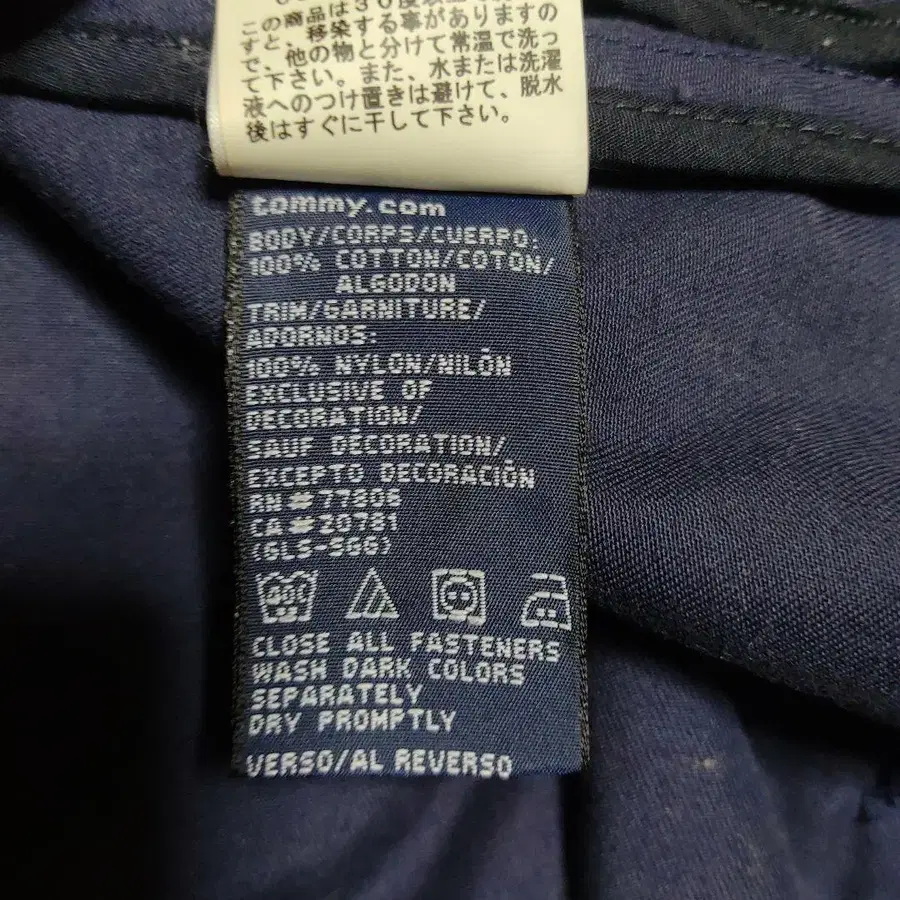 この商品は30度以
すと、移染する事がありますの
で、他の物と分けて常温で洗っ
て下さい。また、水または洗濯
液へのつけ置きは避けて、脱水
後はすぐに干して下さい。
tommy.com
BODY/CORPS/CUERPO:
100% COTTON/COTON/
ALGODON
TRIM/GARNITURE/
ADORNOS:
100% NYLON/NILÓN
EXCLUSIVE OF
DECORATION/
SAUF DÉCORATION/
EXCEPTO DECORACIÓN
RN#77806
CA#20781
(GLS-SGG)
CLOSE ALL FASTENERS
WASH DARK COLORS
SEPARATELY
DRY PROMPTLY
VERSO/AL REVERSO